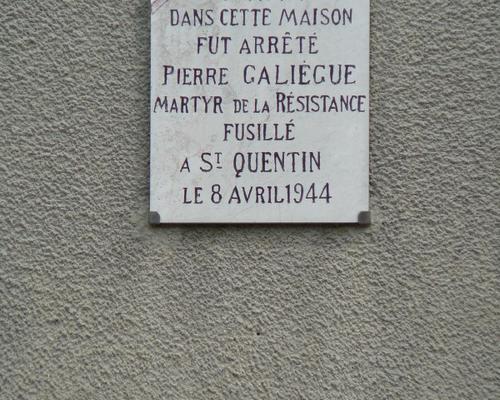 DANS CETTE MAISON
FUT ARRÊTÉ
PIERRE GALIÈGUE
MARTYR DE LA RÉSISTANCE
FUSILLÉ
A ST QUENTIN
LE 8 AVRIL 1944